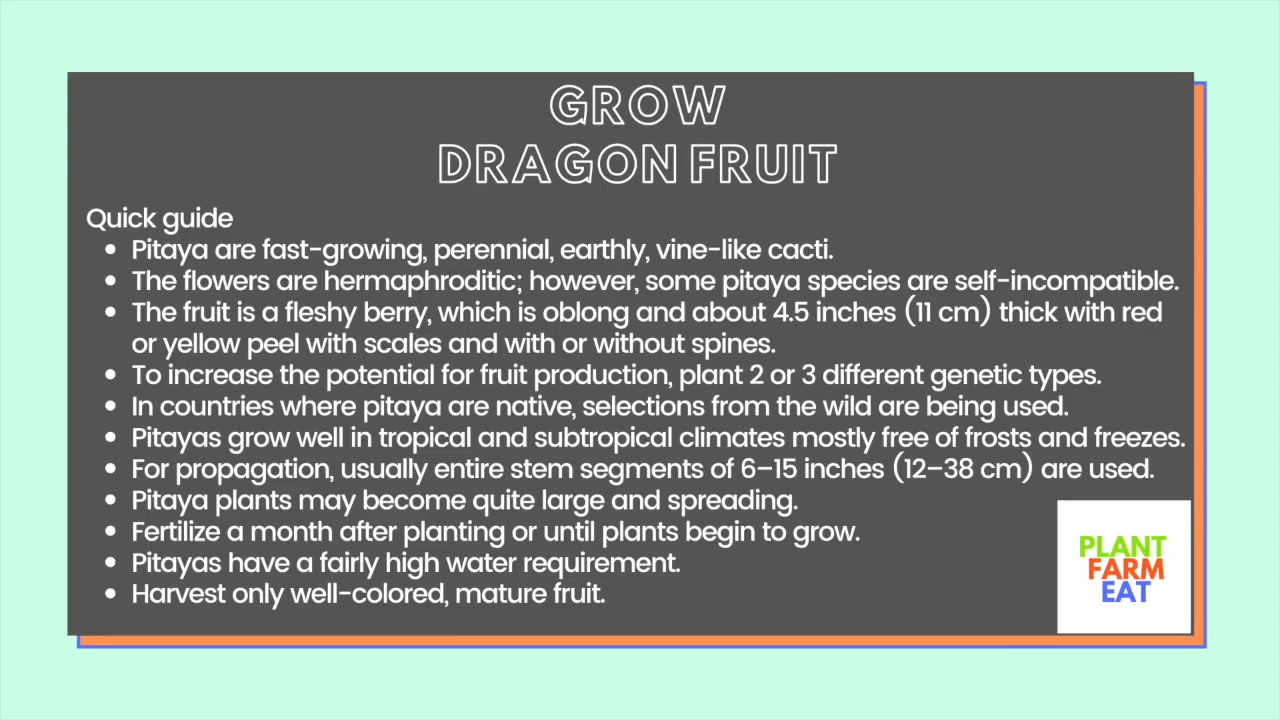 GROW
DRAGON FRUIT
Quick guide
• Pitaya are fast-growing, perennial, earthly, vine-like cacti.
• The flowers are hermaphroditic; however, some pitaya species are self-incompatible.
• The fruit is a fleshy berry, which is oblong and about 4.5 inches (11 cm) thick with red
or yellow peel with scales and with or without spines.
• To increase the potential for fruit production, plant 2 or 3 different genetic types.
• In countries where pitaya are native, selections from the wild are being used.
• Pitayas grow well in tropical and subtropical climates mostly free of frosts and freezes.
• For propagation, usually entire stem segments of 6–15 inches (12–38 cm) are used.
• Pitaya plants may become quite large and spreading.
• Fertilize a month after planting or until plants begin to grow.
• Pitayas have a fairly high water requirement.
• Harvest only well-colored, mature fruit.
PLANT
FARM
EAT